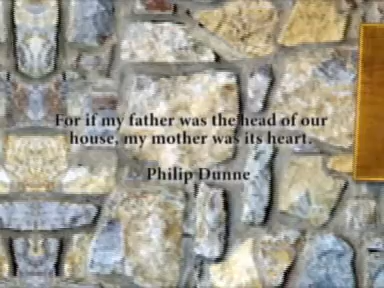 For if my father was the head of our
house, my mother was its heart.
- Philip Dunne -